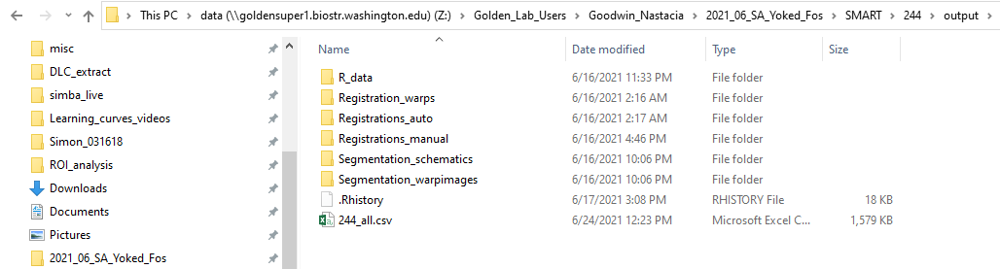 This PC > data (\\goldensuper1.biostr.washington.edu) (Z:) > Golden_Lab_Users > Goodwin_Nastacia > 2021_06_SA_Yoked_Fos > SMART > 244 > output >
misc
DLC_extract
simba_live
Learning_curves_videos
Simon_031618
ROI_analysis
Downloads
Documents
Pictures
2021_06_SA_Yoked_Fos
Name Date modified Type Size
R_data 6/16/2021 11:33 PM File folder
Registration_warps 6/16/2021 2:16 AM File folder
Registrations_auto 6/16/2021 2:17 AM File folder
Registrations_manual 6/16/2021 4:46 PM File folder
Segmentation_schematics 6/16/2021 10:06 PM File folder
Segmentation_warpimages 6/16/2021 10:06 PM File folder
.Rhistory 6/17/2021 3:08 PM RHISTORY File 18 KB
244_all.csv 6/24/2021 12:23 PM Microsoft Excel C... 1,579 KB